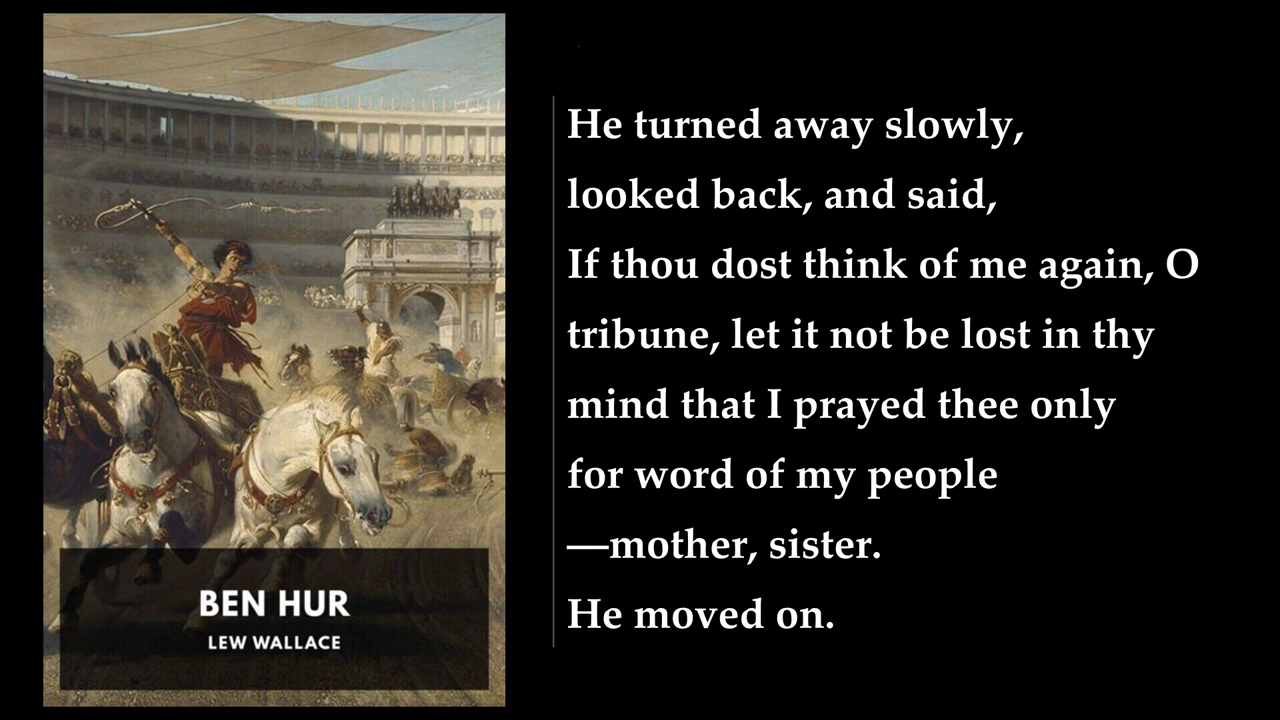 He turned away slowly,
looked back, and said,
If thou dost think of me again, O
tribune, let it not be lost in thy
mind that I prayed thee only
for word of my people
—mother, sister.
He moved on.
BEN HUR
LEW WALLACE